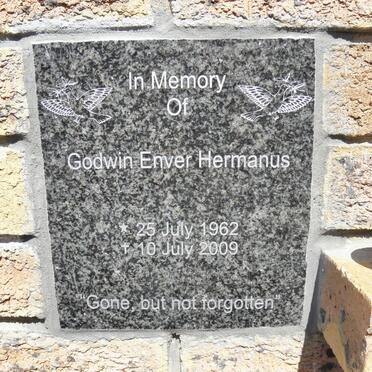 In Memory
Of
Godwin Enver Hermanus
* 25 July 1962
† 10 July 2009
"Gone, but not forgotten"